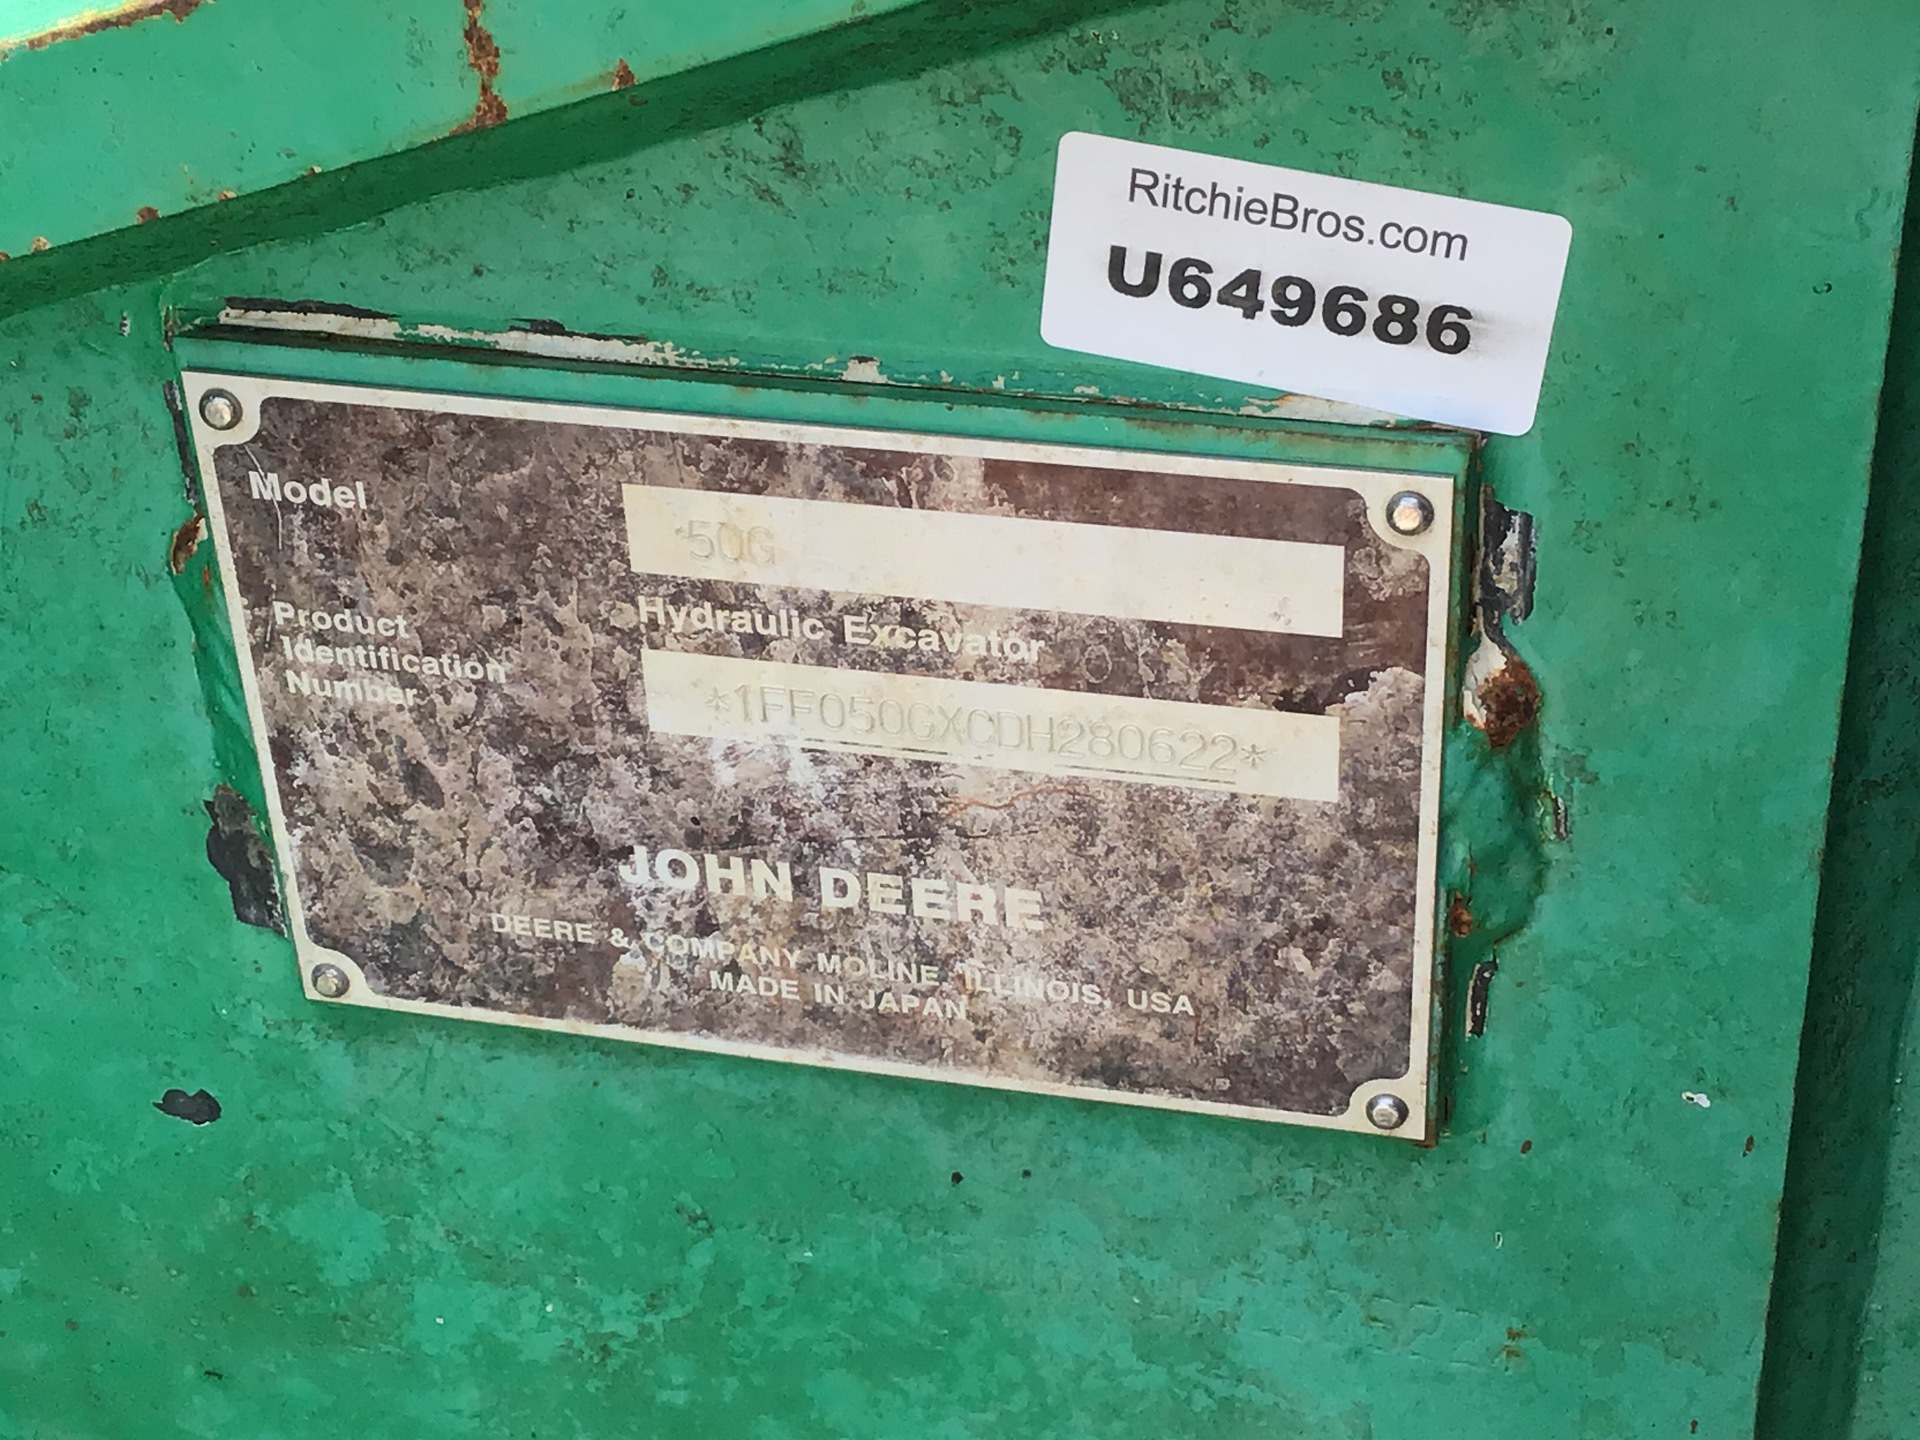 RitchieBros.com
U649686
Model
50G
Hydraulic Excavator
Product
Identification
Number
*1FF050GXCDH280622*
JOHN DEERE
DEERE & COMPANY MOLINE, ILLINOIS, USA
MADE IN JAPAN